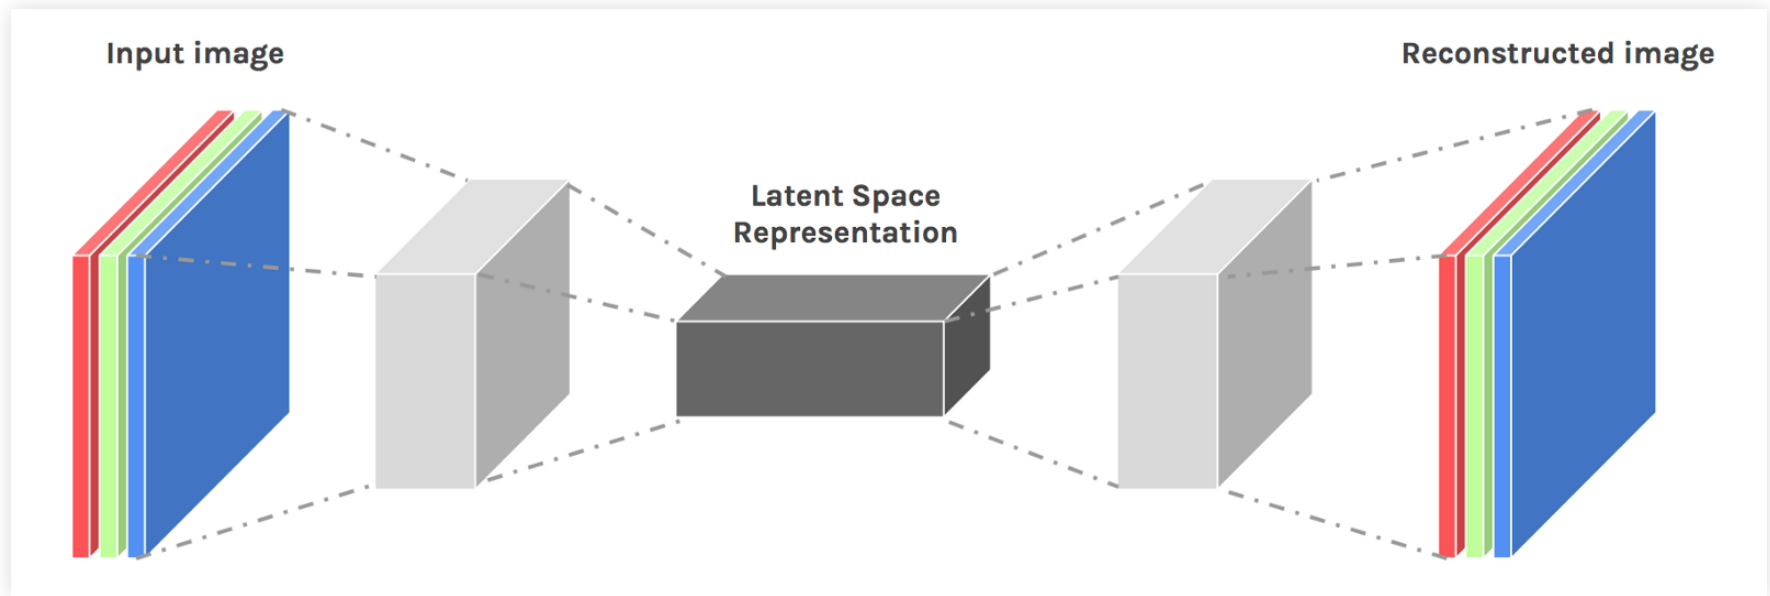 Input image
Reconstructed image
Latent Space
Representation